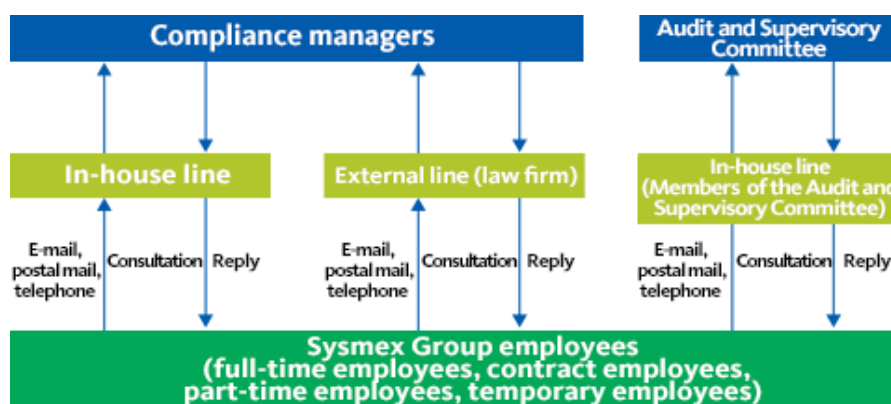 Compliance managers
Audit and Supervisory
Committee
In-house line
External line (law firm)
In-house line
(Members of the Audit and
Supervisory Committee)
E-mail,
postal mail,
telephone
Consultation
Reply
E-mail,
postal mail,
telephone
Consultation
Reply
E-mail,
postal mail,
telephone
Consultation
Reply
Sysmex Group employees
(full-time employees, contract employees,
part-time employees, temporary employees)